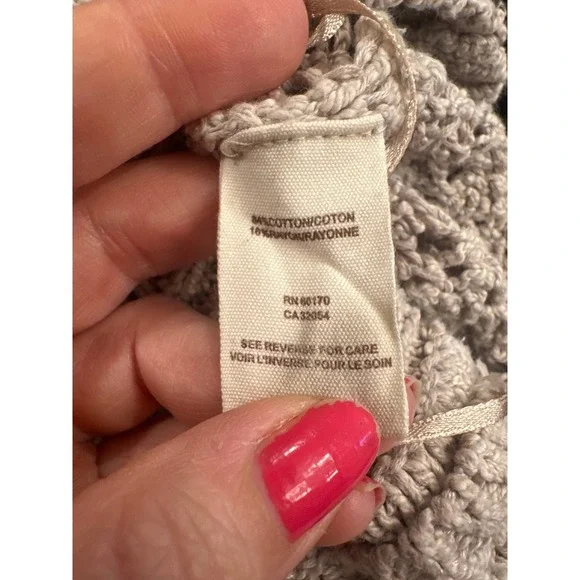 84%COTTON/COTON
16%RAYON/RAYONNE
RN 66170
CA 32054
SEE REVERSE FOR CARE
VOIR L'INVERSE POUR LE SOIN